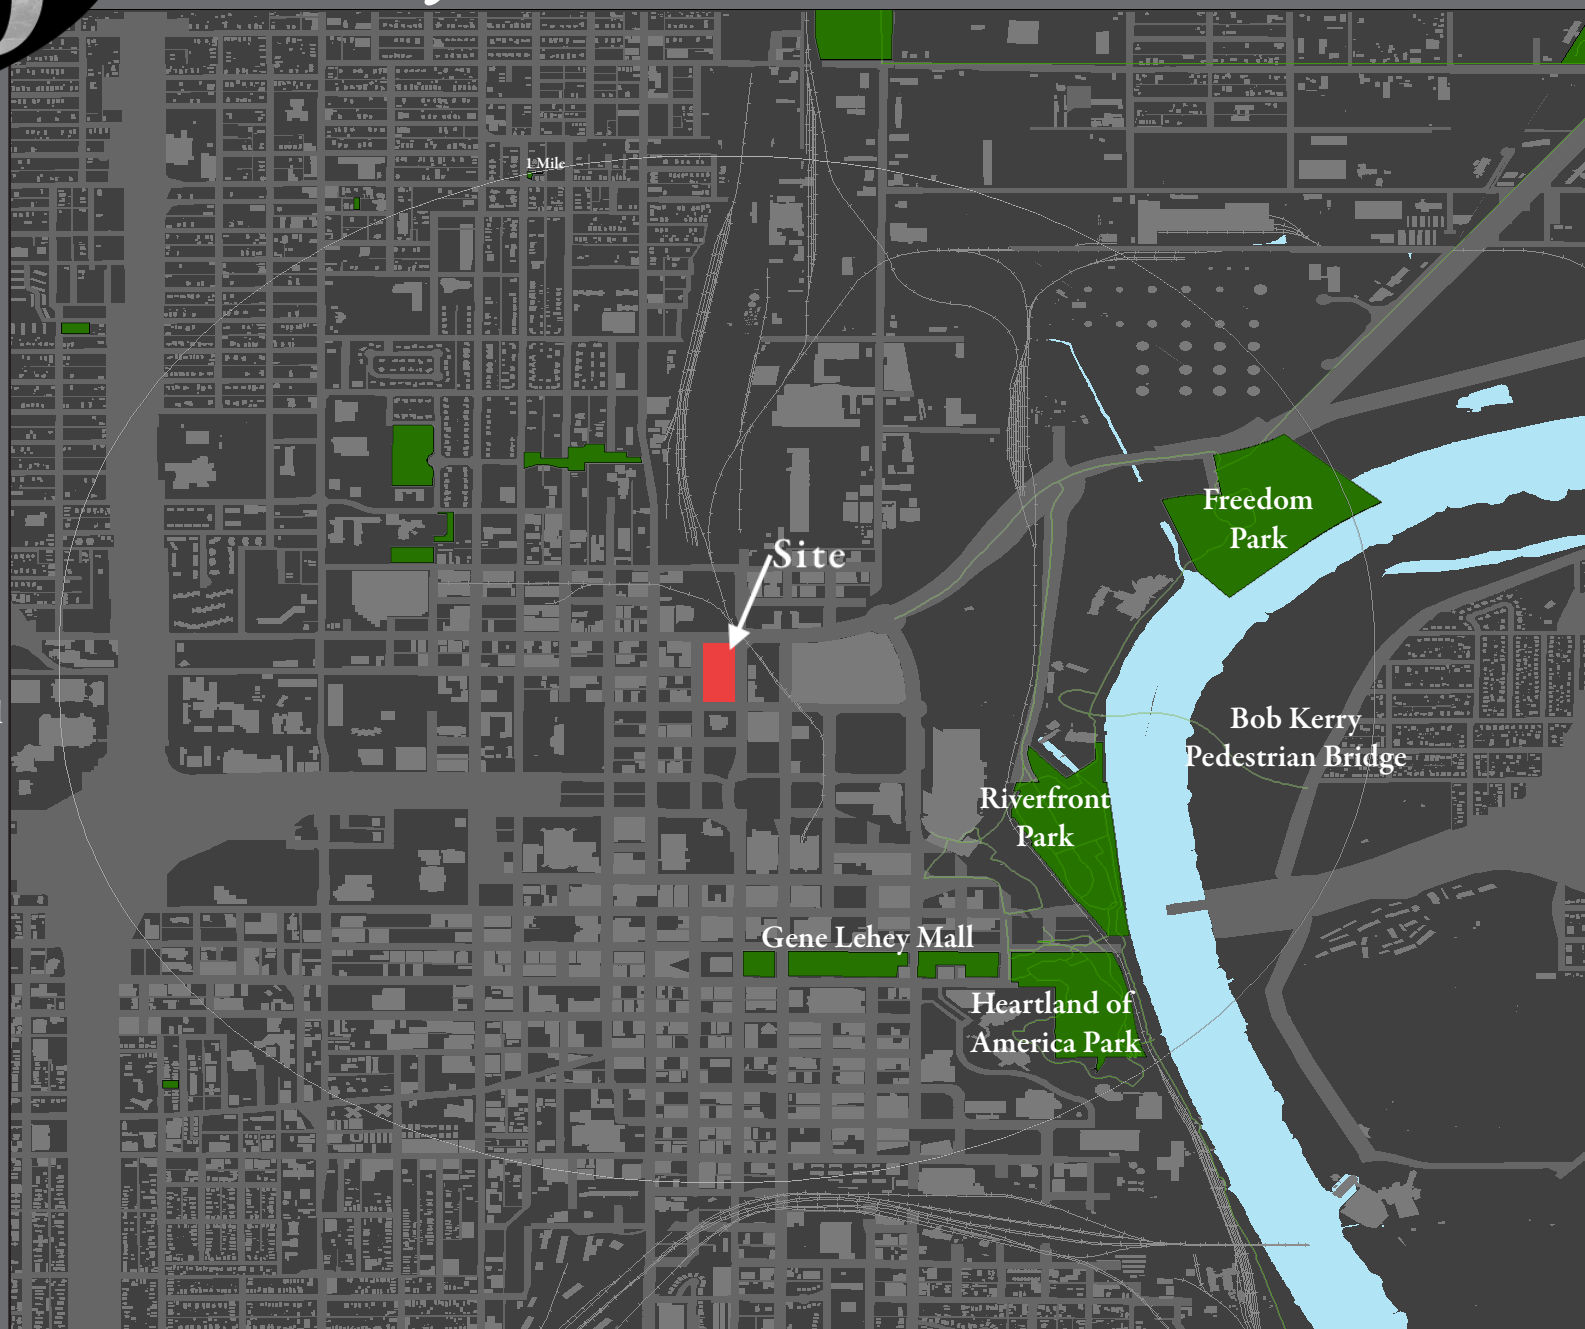 1 Mile
Freedom
Park
Site
Bob Kerry
Pedestrian Bridge
Riverfront
Park
Gene Lehey Mall
Heartland of
America Park